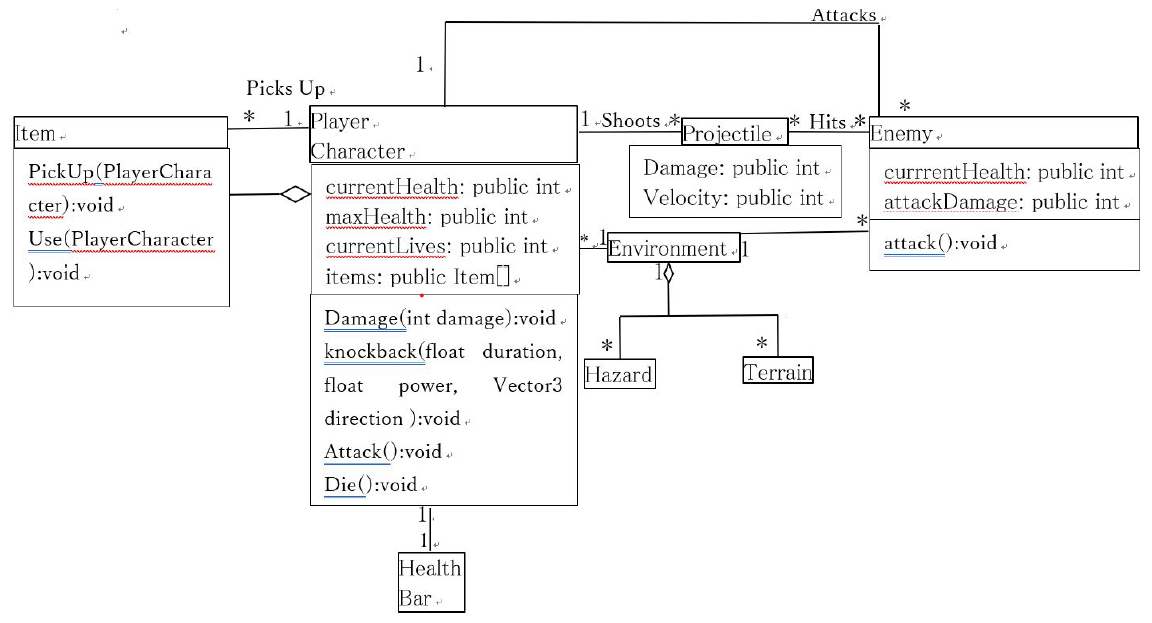 Attacks
1
Picks Up
* 1
Item
PickUp(PlayerChara
cter):void
Use(PlayerCharacter
):void
Player
Character
currentHealth: public int
maxHealth: public int
currentLives: public int
items: public Item[]
Damage(int damage):void
knockback(float duration,
float power, Vector3
direction ):void
Attack():void
Die():void
1
1
Health
Bar
1 Shoots *
Projectile
Damage: public int
Velocity: public int
* Hits *
*
Enemy
currrentHealth: public int
attackDamage: public int
attack():void
* 1
Environment
1
*
1
*
Hazard
*
Terrain